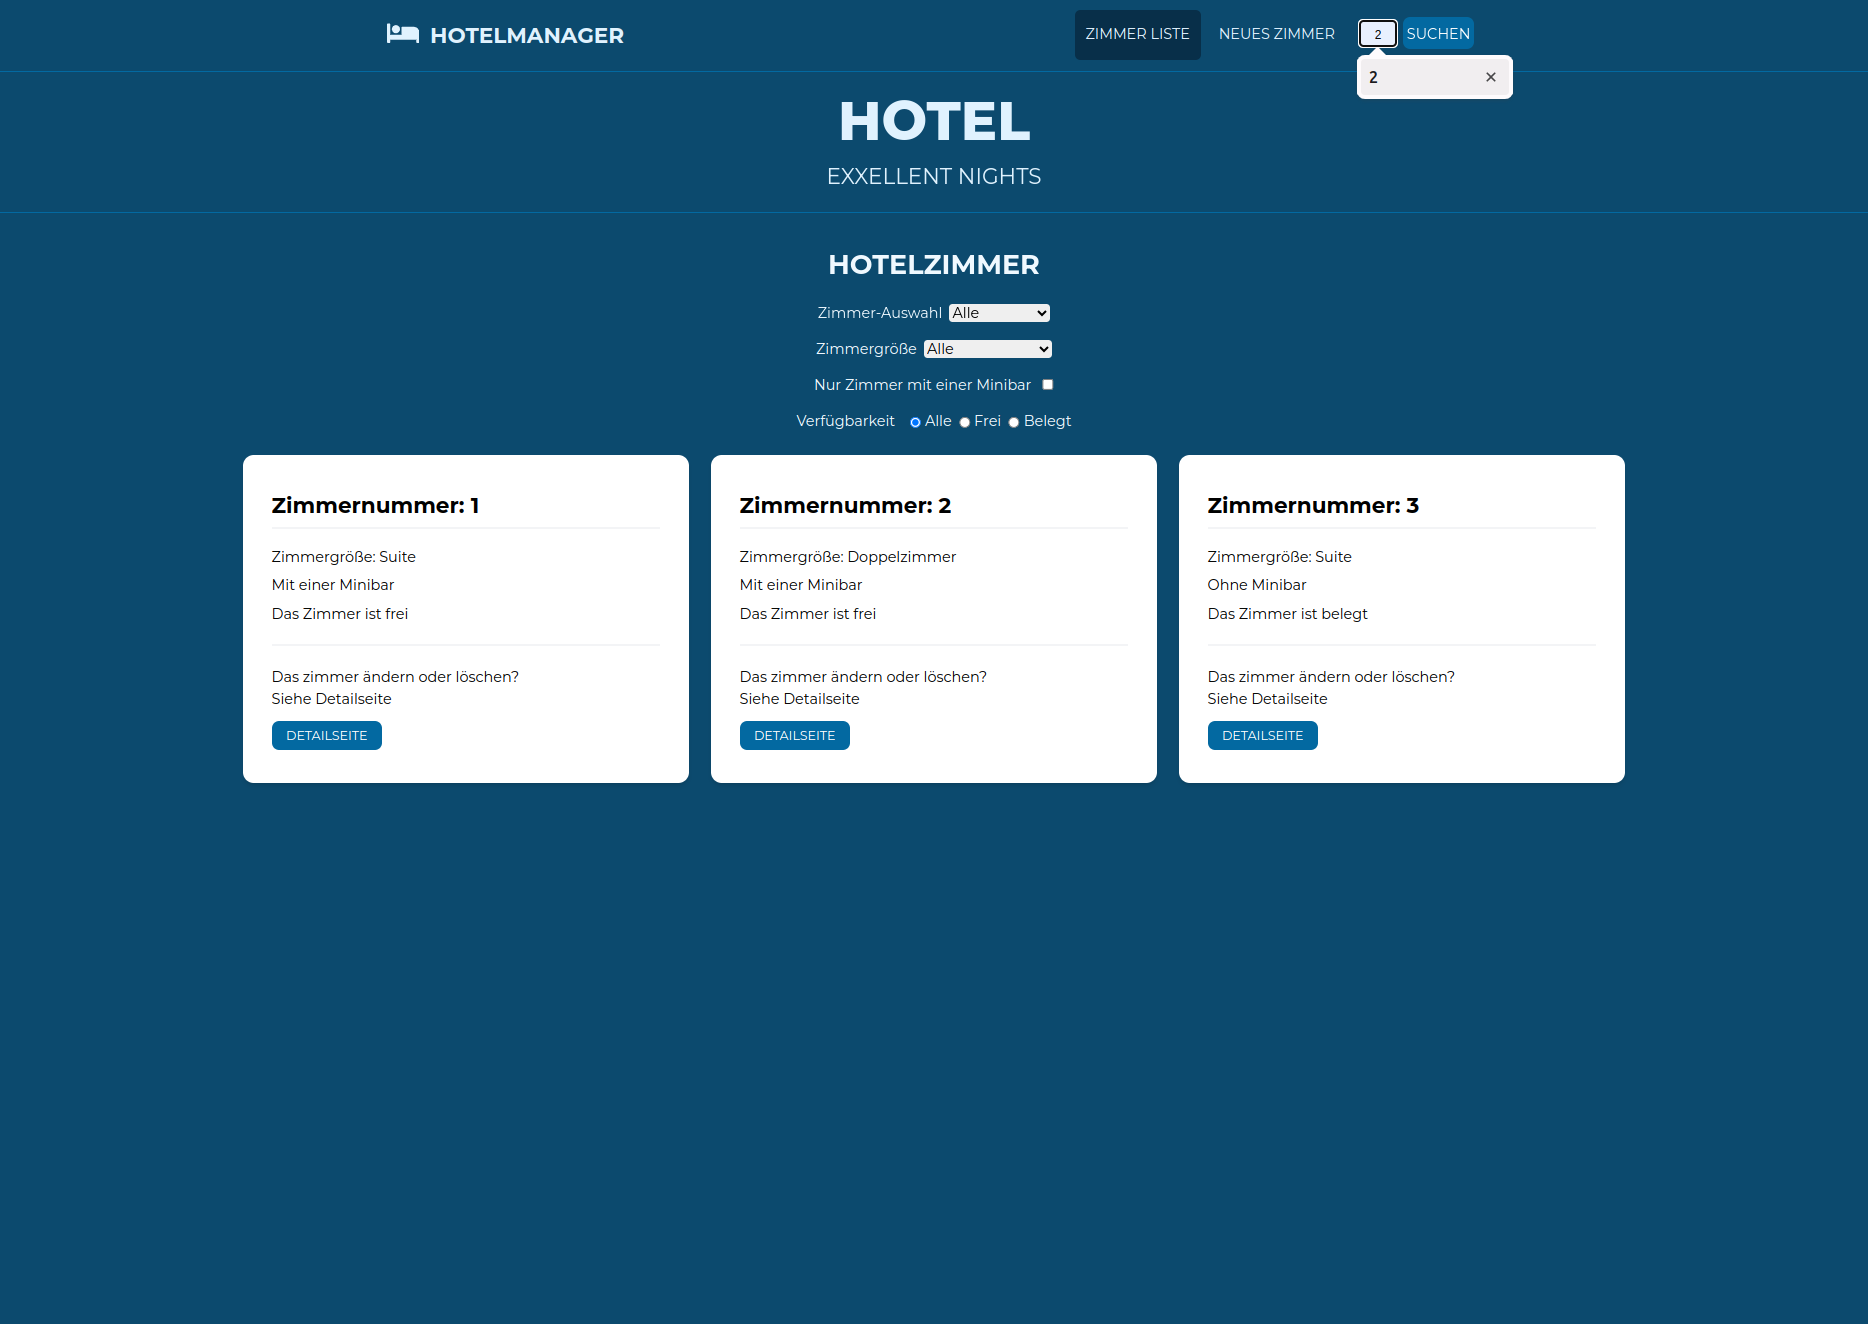 HOTELMANAGER
ZIMMER LISTE
NEUES ZIMMER
2
SUCHEN
2
HOTEL
EXXELLENT NIGHTS
HOTELZIMMER
Zimmer-Auswahl Alle
Zimmergröße Alle
Nur Zimmer mit einer Minibar
Verfügbarkeit Alle Frei Belegt
Zimmernummer: 1
Zimmergröße: Suite
Mit einer Minibar
Das Zimmer ist frei
Das zimmer ändern oder löschen?
Siehe Detailseite
DETAILSEITE
Zimmernummer: 2
Zimmergröße: Doppelzimmer
Mit einer Minibar
Das Zimmer ist frei
Das zimmer ändern oder löschen?
Siehe Detailseite
DETAILSEITE
Zimmernummer: 3
Zimmergröße: Suite
Ohne Minibar
Das Zimmer ist belegt
Das zimmer ändern oder löschen?
Siehe Detailseite
DETAILSEITE